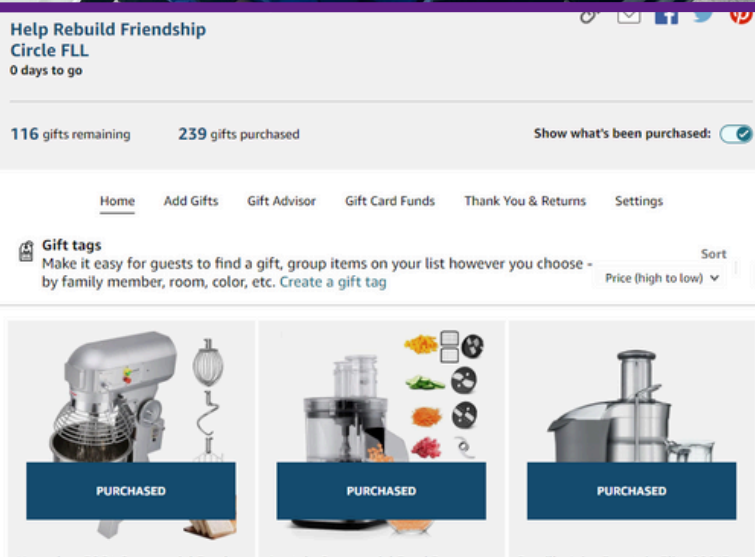 Help Rebuild Friendship
Circle FLL
0 days to go
116 gifts remaining
239 gifts purchased
Show what's been purchased:
Home
Add Gifts
Gift Advisor
Gift Card Funds
Thank You & Returns
Settings
Gift tags
Make it easy for guests to find a gift, group items on your list however you choose -
by family member, room, color, etc. Create a gift tag
Sort
Price (high to low)
PURCHASED
PURCHASED
PURCHASED